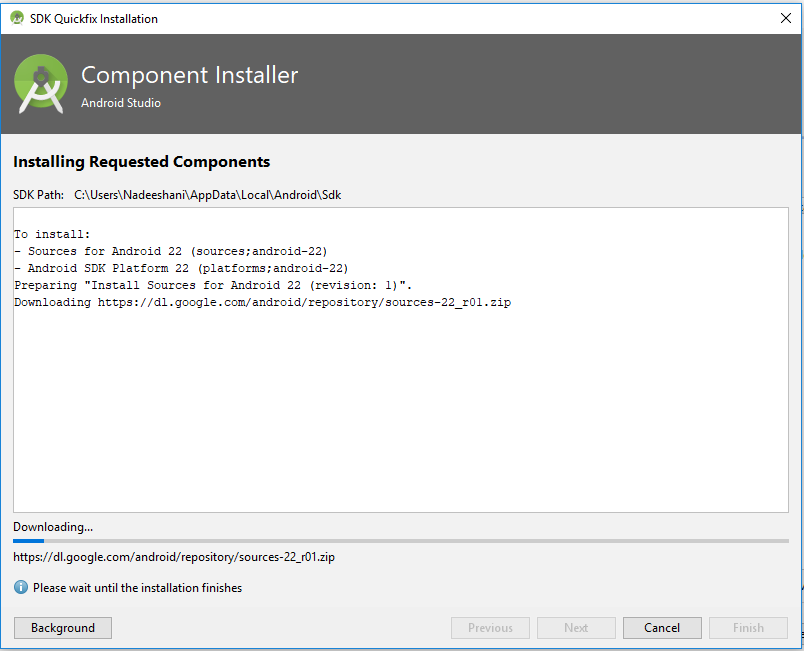 SDK Quickfix Installation
Component Installer
Android Studio
Installing Requested Components
SDK Path: C:\Users\Nadeeshani\AppData\Local\Android\Sdk
To install:
- Sources for Android 22 (sources;android-22)
- Android SDK Platform 22 (platforms;android-22)
Preparing "Install Sources for Android 22 (revision: 1)".
Downloading https://dl.google.com/android/repository/sources-22_r01.zip
Downloading...
https://dl.google.com/android/repository/sources-22_r01.zip
Please wait until the installation finishes
Background Previous Next Cancel Finish